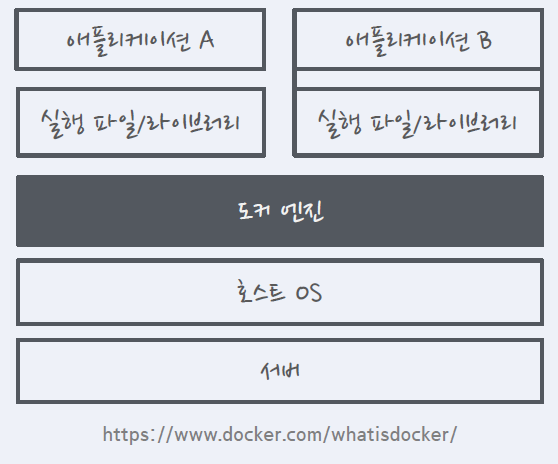 애플리케이션 A
애플리케이션 B
실행 파일/라이브러리
실행 파일/라이브러리
도커 엔진
호스트 OS
서버
https://www.docker.com/whatisdocker/